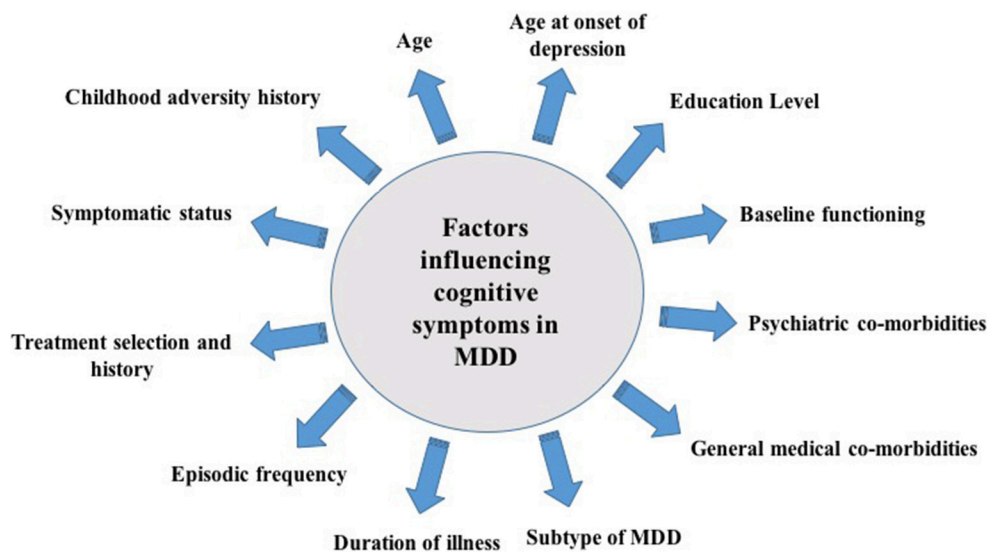 Age
Age at onset of
depression
Childhood adversity history
Education Level
Symptomatic status
Baseline functioning
Factors
influencing
cognitive
symptoms in
MDD
Treatment selection and
history
Psychiatric co-morbidities
Episodic frequency
General medical co-morbidities
Duration of illness
Subtype of MDD